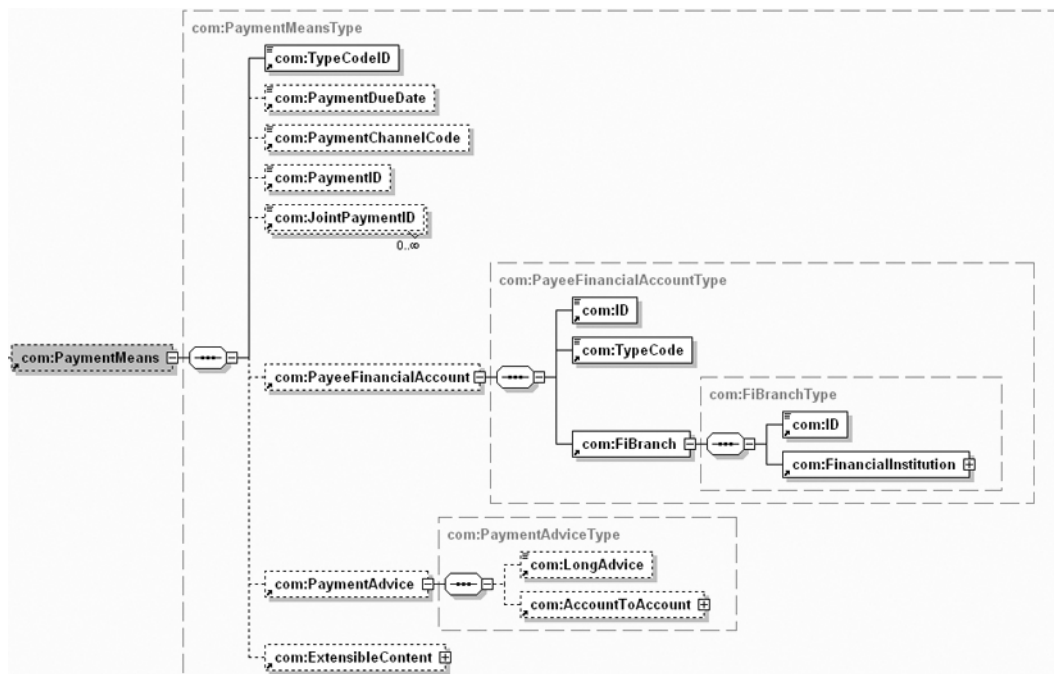 com:PaymentMeansType
com:TypeCodeID
com:PaymentDueDate
com:PaymentChannelCode
com:PaymentID
com:JointPaymentID
0..∞
com:PayeeFinancialAccountType
com:ID
com:TypeCode
com:PaymentMeans
com:PayeeFinancialAccount
com:FiBranchType
com:ID
com:FiBranch
com:FinancialInstitution
com:PaymentAdviceType
com:LongAdvice
com:PaymentAdvice
com:AccountToAccount
com:ExtensibleContent